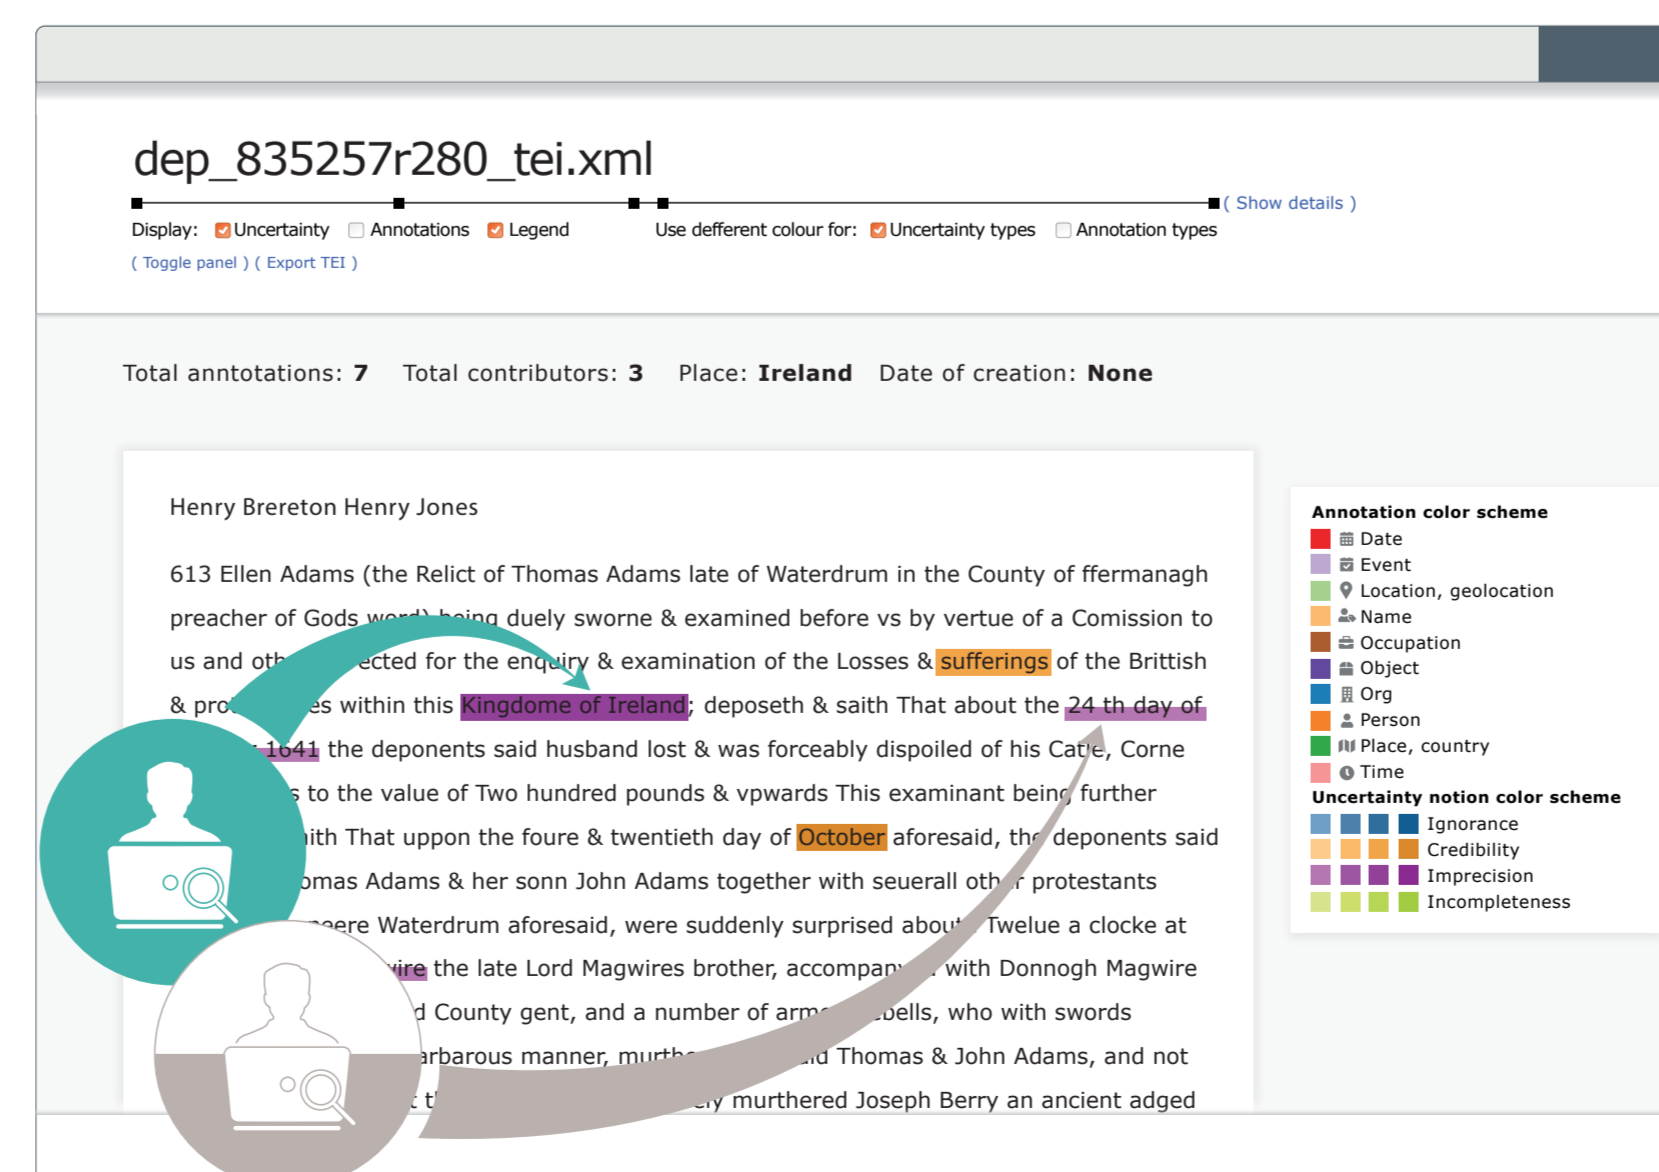 dep_835257r280_tei.xml
( Show details )
Display: Uncertainty Annotations Legend Use defferent colour for: Uncertainty types Annotation types
( Toggle panel ) ( Export TEI )
Total anntotations: 7 Total contributors: 3 Place: Ireland Date of creation: None
Henry Brereton Henry Jones
613 Ellen Adams (the Relict of Thomas Adams late of Waterdrum in the County of ffermanagh
preacher of Gods word) being duely sworne & examined before vs by vertue of a Comission to
us and cted for the enquiry & examination of the Losses & sufferings of the Brittish
& es within this Kingdome of Ireland; deposeth & saith That about the 24 th day of
1641 the deponents said husband lost & was forceably dispoiled of his Catle, Corne
s to the value of Two hundred pounds & vpwards This examinant being further
ith That uppon the foure & twentieth day of October aforesaid, the deponents said
omas Adams & her sonn John Adams together with seuerall other protestants
neere Waterdrum aforesaid, were suddenly surprised about Twelue a clocke at
wire the late Lord Magwires brother, accompan with Donnogh Magwire
d County gent, and a number of arm bells, who with swords
arbarous manner, murthe id Thomas & John Adams, and not
ely murthered Joseph Berry an ancient adged
Annotation color scheme
Date
Event
Location, geolocation
Name
Occupation
Object
Org
Person
Place, country
Time
Uncertainty notion color scheme
Ignorance
Credibility
Imprecision
Incompleteness